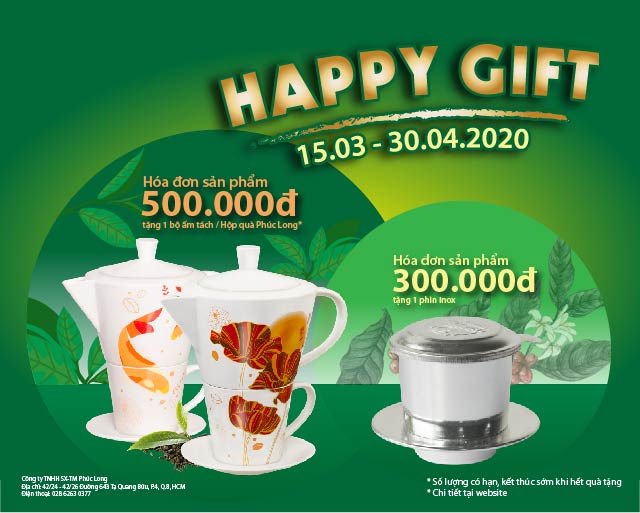 HAPPY GIFT
15.03 - 30.04.2020
Hóa đơn sản phẩm
500.000đ
tặng 1 bộ ấm tách / Hộp quà Phúc Long*
Hóa đơn sản phẩm
300.000đ
tặng 1 phin inox
Công ty TNHH SX-TM Phúc Long
Địa chỉ: 42/24 - 42/26 Đường 643 Tạ Quang Bửu, P.4, Q.8, HCM
Điện thoại: 028 6263 0377
* Số lượng có hạn, kết thúc sớm khi hết quà tặng
* Chi tiết tại website